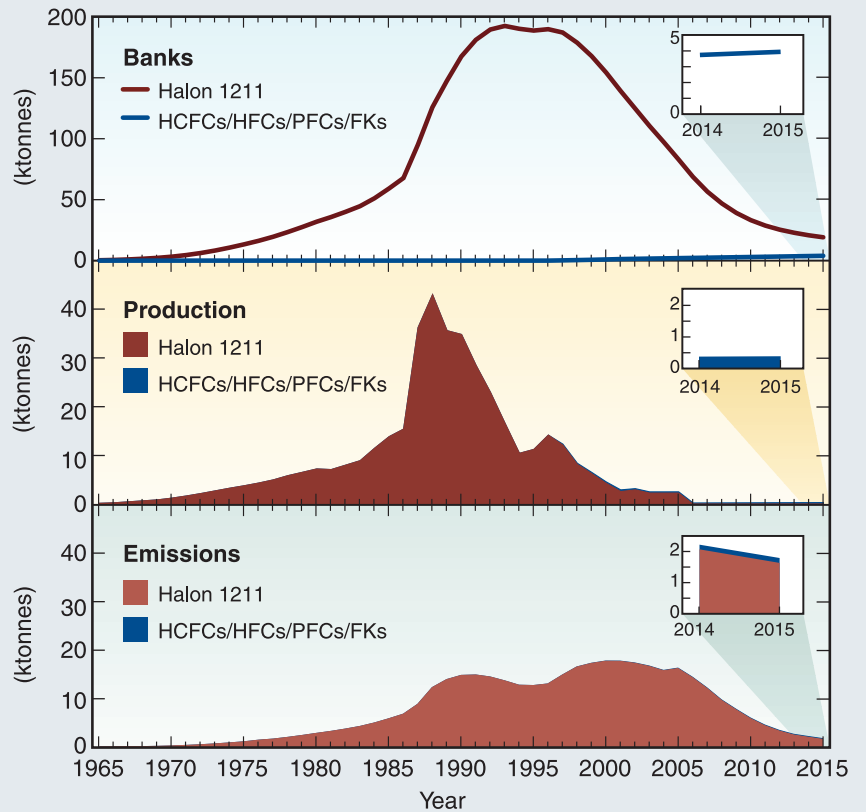 200
150
100
50
0
(ktonnes)
Banks
Halon 1211
HCFCs/HFCs/PFCs/FKs
5
0
2014 2015
40
30
20
10
0
(ktonnes)
Production
Halon 1211
HCFCs/HFCs/PFCs/FKs
2
1
0
2014 2015
40
30
20
10
0
(ktonnes)
Emissions
Halon 1211
HCFCs/HFCs/PFCs/FKs
2
1
0
2014 2015
1965 1970 1975 1980 1985 1990 1995 2000 2005 2010 2015
Year